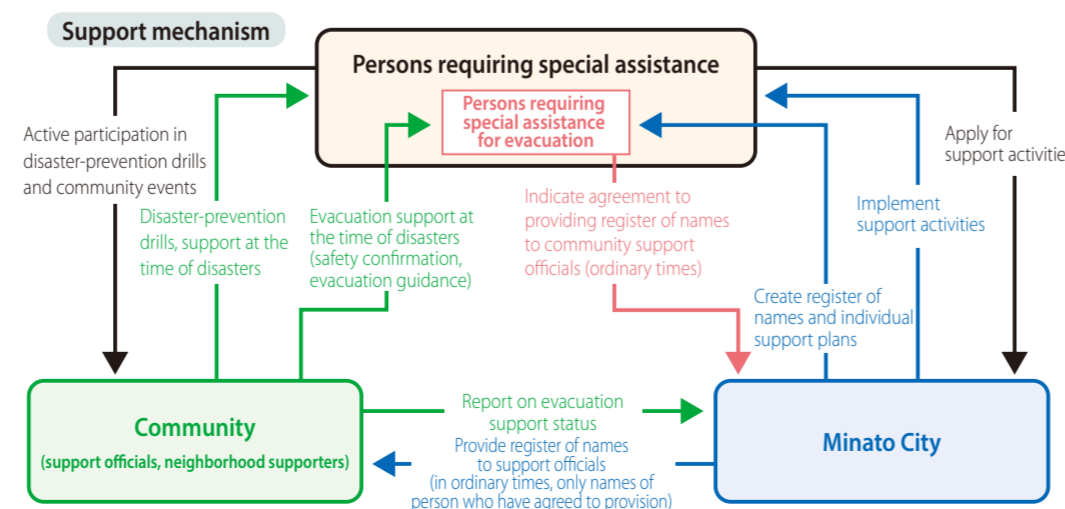 Support mechanism
Persons requiring special assistance
Persons requiring
special assistance
for evacuation
Active participation in
disaster-prevention drills
and community events
Disaster-prevention
drills, support at the
time of disasters
Evacuation support at
the time of disasters
(safety confirmation,
evacuation guidance)
Indicate agreement to
providing register of names
to community support
officials (ordinary times)
Create register of
names and individual
support plans
Implement
support activities
Apply for
support activitie
Community
(support officials, neighborhood supporters)
Report on evacuation
support status
Provide register of names
to support officials
(in ordinary times, only names of
person who have agreed to provision)
Minato City